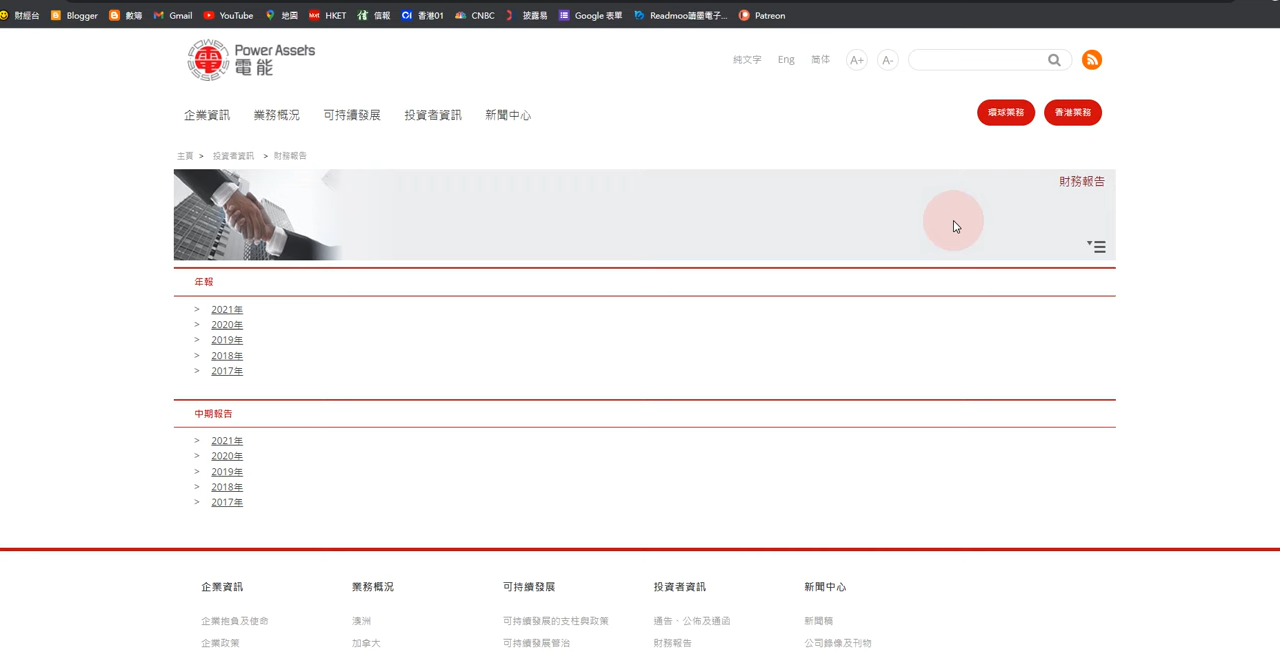 財經台 Blogger 數簿 Gmail YouTube 地圖 HKET 信報 香港01 CNBC 披露易 Google 表單 Readmoo讀墨電子... Patreon
Power Assets
電能
純文字 Eng 简体 A+ A-
企業資訊 業務概況 可持續發展 投資者資訊 新聞中心 環球業務 香港業務
主頁 > 投資者資訊 > 財務報告
財務報告
年報
> 2021年
> 2020年
> 2019年
> 2018年
> 2017年
中期報告
> 2021年
> 2020年
> 2019年
> 2018年
> 2017年
企業資訊 業務概況 可持續發展 投資者資訊 新聞中心
企業抱負及使命 澳洲 可持續發展的支柱與政策 通告、公佈及通函 新聞稿
企業政策 加拿大 可持續發展管治 財務報告 公司錄像及刊物